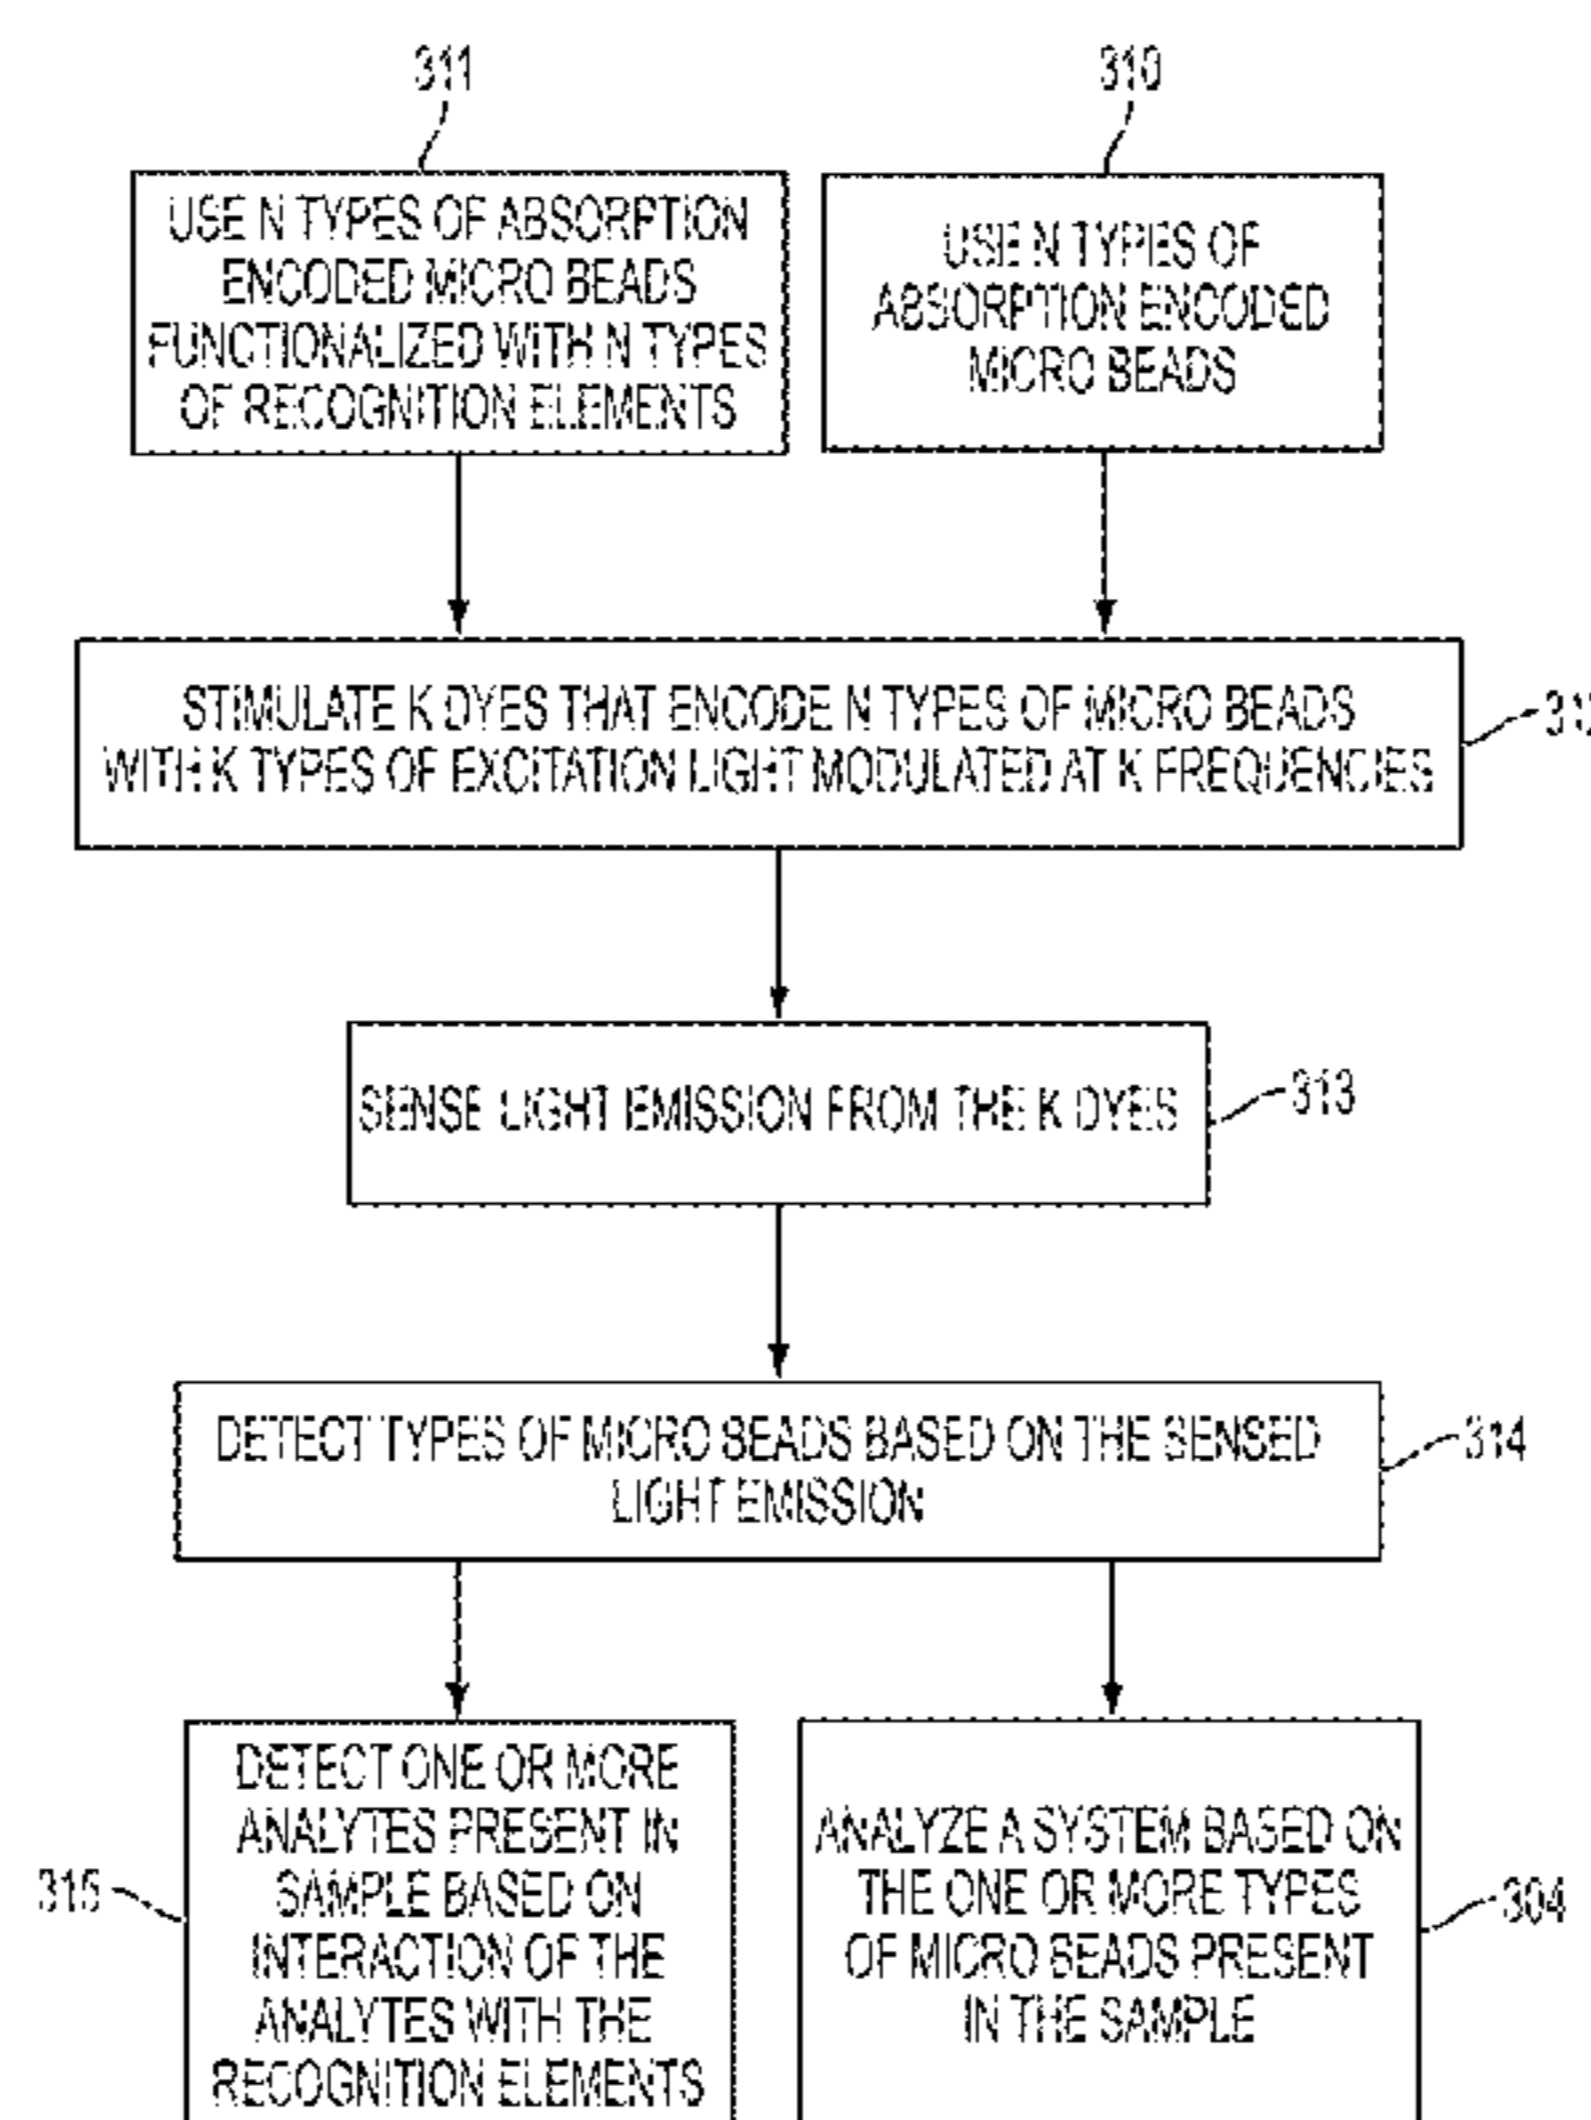 311
310
USE N TYPES OF ABSORPTION
ENCODED MICRO BEADS
FUNCTIONALIZED WITH N TYPES
OF RECOGNITION ELEMENTS
USE N TYPES OF
ABSORPTION ENCODED
MICRO BEADS
STIMULATE K DYES THAT ENCODE N TYPES OF MICRO BEADS
WITH K TYPES OF EXCITATION LIGHT MODULATED AT K FREQUENCIES
SENSE LIGHT EMISSION FROM THE K DYES
313
DETECT TYPES OF MICRO BEADS BASED ON THE SENSED
LIGHT EMISSION
314
DETECT ONE OR MORE
ANALYTES PRESENT IN
SAMPLE BASED ON
INTERACTION OF THE
ANALYTES WITH THE
RECOGNITION ELEMENTS
315
ANALYZE A SYSTEM BASED ON
THE ONE OR MORE TYPES
OF MICRO BEADS PRESENT
IN THE SAMPLE
304